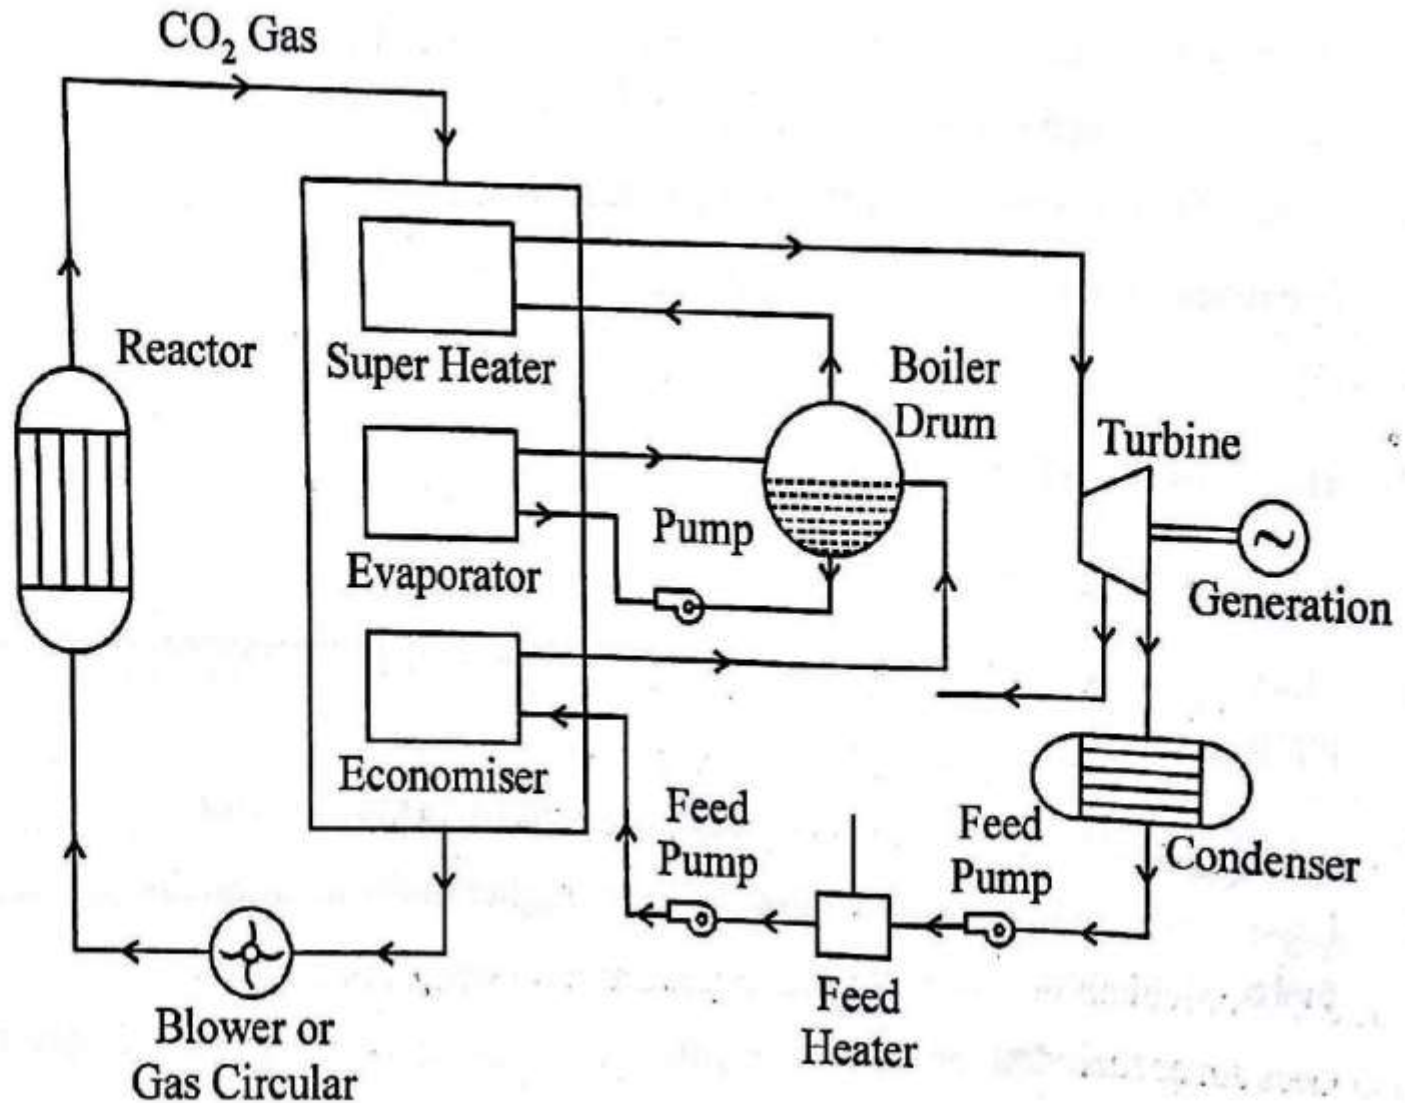 CO₂ Gas
Reactor
Super Heater
Boiler
Drum
Turbine
Pump
Evaporator
Generation
Economiser
Feed
Pump
Feed
Pump
Condenser
Feed
Heater
Blower or
Gas Circular